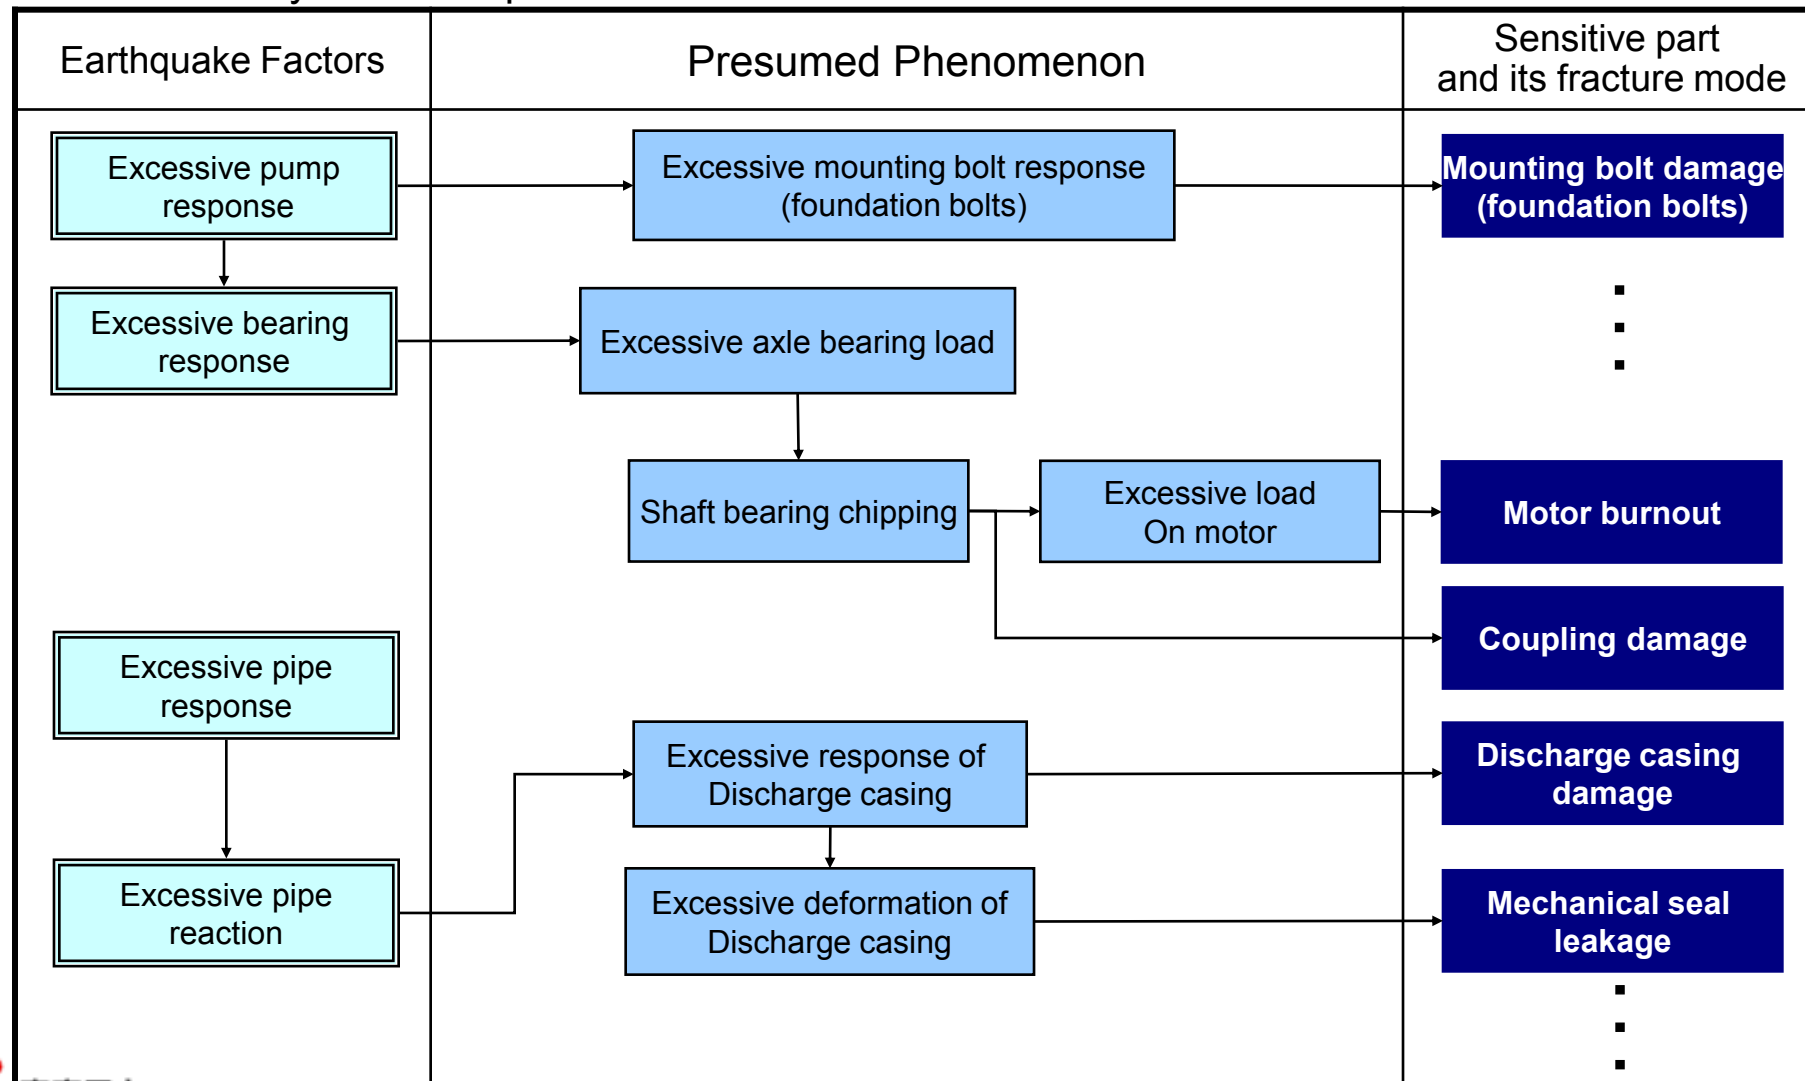 Earthquake Factors
Presumed Phenomenon
Sensitive part
and its fracture mode
Excessive pump
response
Excessive mounting bolt response
(foundation bolts)
Mounting bolt damage
(foundation bolts)
Excessive bearing
response
Excessive axle bearing load
Shaft bearing chipping
Excessive load
On motor
Motor burnout
Coupling damage
Excessive pipe
response
Excessive response of
Discharge casing
Discharge casing
damage
Excessive pipe
reaction
Excessive deformation of
Discharge casing
Mechanical seal
leakage